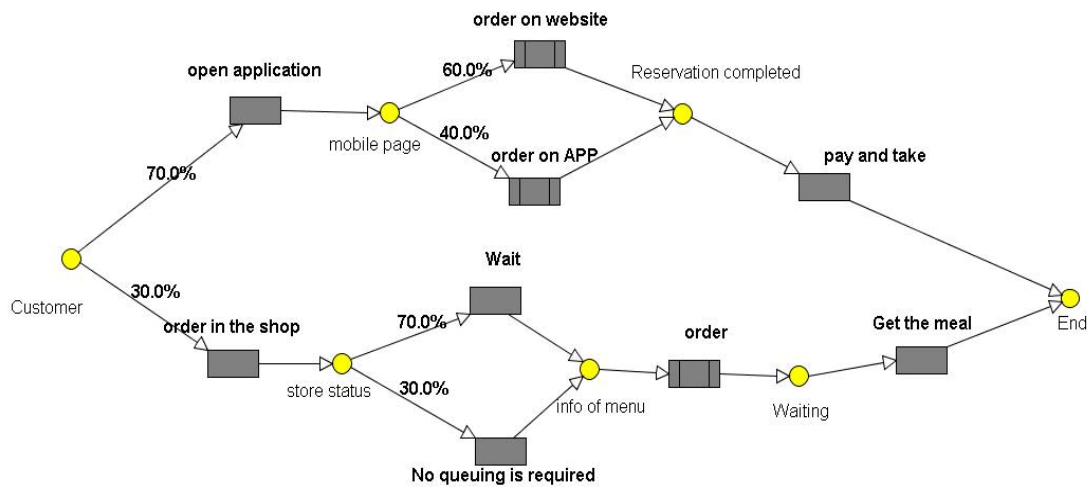 order on website
open application
60.0%
Reservation completed
mobile page
40.0%
order on APP
pay and take
70.0%
Customer
30.0%
order in the shop
Wait
70.0%
order
Get the meal
End
store status
30.0%
info of menu
Waiting
No queuing is required